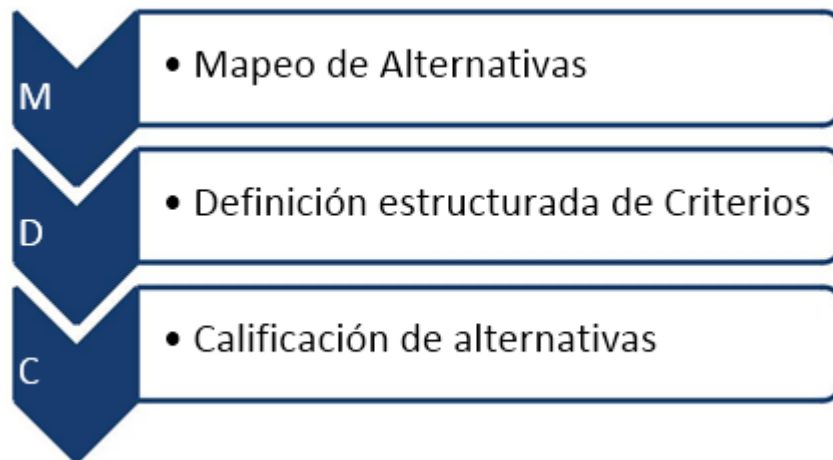 M
• Mapeo de Alternativas
D
• Definición estructurada de Criterios
C
• Calificación de alternativas